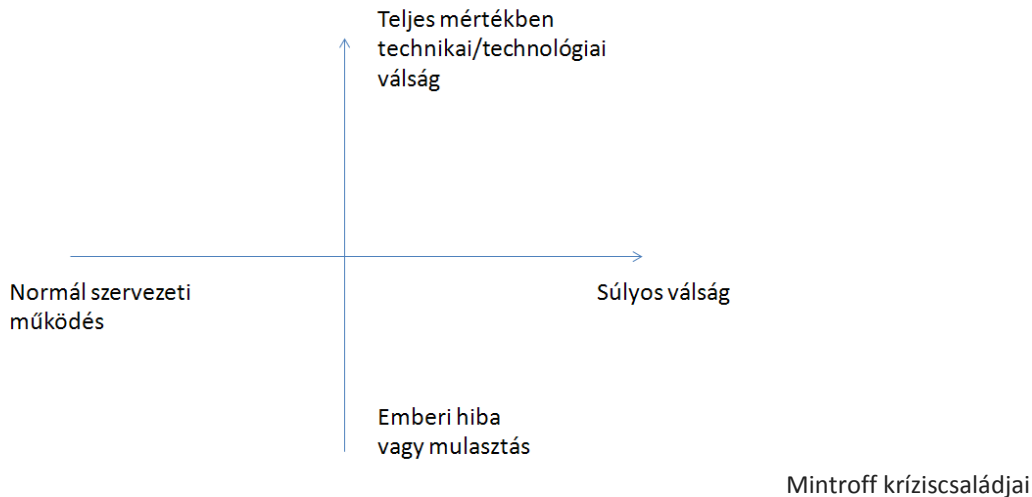 Teljes mértékben
technikai/technológiai
válság
Normál szervezeti
működés
Súlyos válság
Emberi hiba
vagy mulasztás
Mintroff kríziscsaládjai